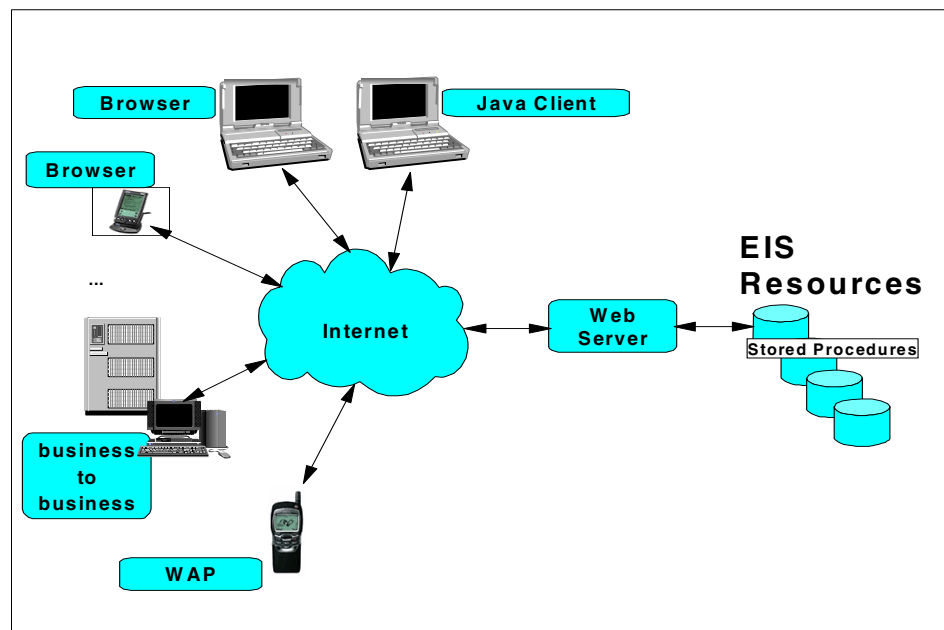 Browser
Java Client
Browser
...
EIS
Resources
Internet
Web
Server
Stored Procedures
business
to
business
WAP